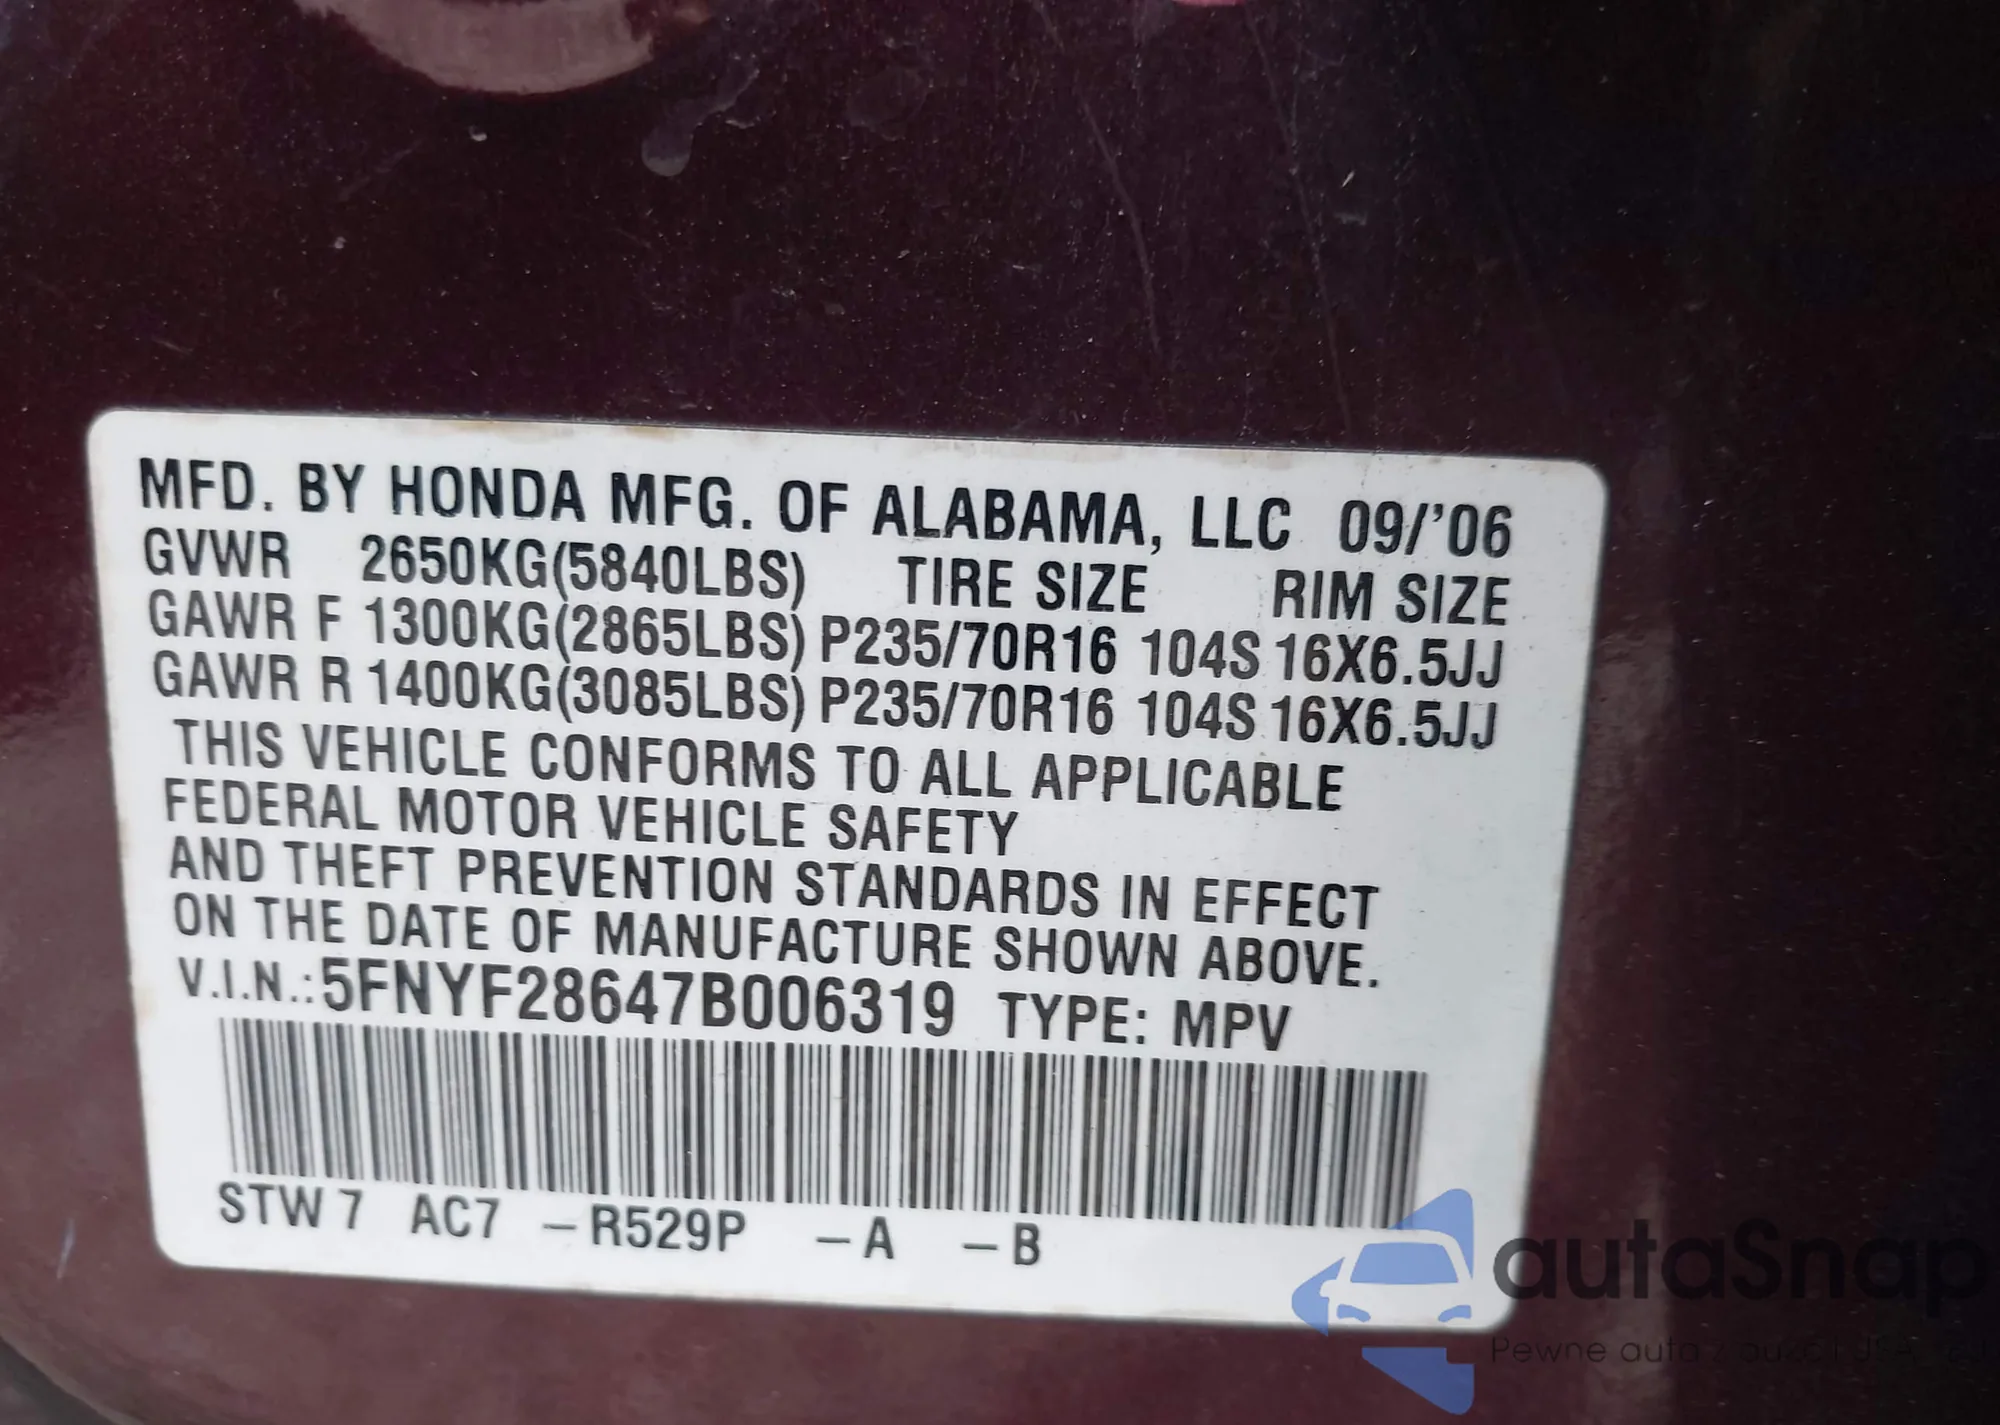 MFD. BY HONDA MFG. OF ALABAMA, LLC 09/'06
GVWR 2650KG(5840LBS) TIRE SIZE RIM SIZE
GAWR F 1300KG(2865LBS) P235/70R16 104S 16X6.5JJ
GAWR R 1400KG(3085LBS) P235/70R16 104S 16X6.5JJ
THIS VEHICLE CONFORMS TO ALL APPLICABLE
FEDERAL MOTOR VEHICLE SAFETY
AND THEFT PREVENTION STANDARDS IN EFFECT
ON THE DATE OF MANUFACTURE SHOWN ABOVE.
V.I.N.:5FNYF28647B006319 TYPE: MPV
STW7 AC7 –R529P –A –B
autaSnap
Pewne auta